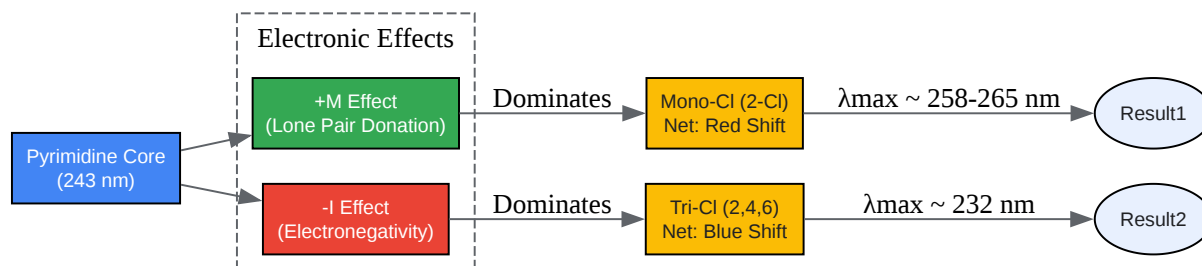 Electronic Effects
Pyrimidine Core
(243 nm)
+M Effect
(Lone Pair Donation)
Dominates
Mono-Cl (2-Cl)
Net: Red Shift
λmax ~ 258-265 nm
Result1
-I Effect
(Electronegativity)
Dominates
Tri-Cl (2,4,6)
Net: Blue Shift
λmax ~ 232 nm
Result2